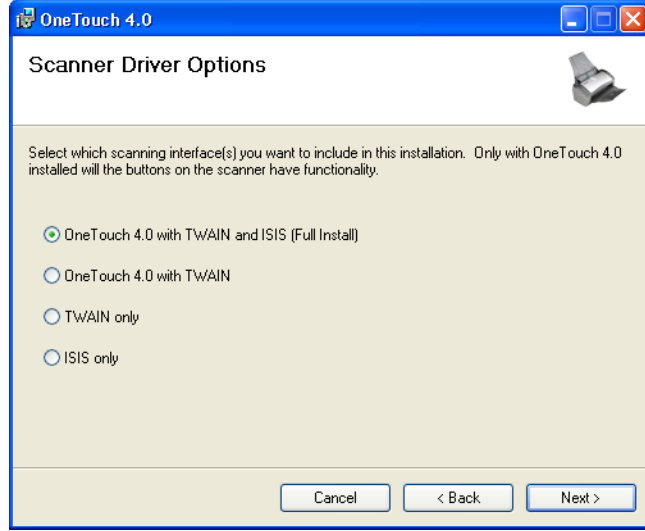 OneTouch 4.0
Scanner Driver Options
Select which scanning interface(s) you want to include in this installation.  Only with OneTouch 4.0
installed will the buttons on the scanner have functionality.
OneTouch 4.0 with TWAIN and ISIS (Full Install)
OneTouch 4.0 with TWAIN
TWAIN only
ISIS only
Cancel
< Back
Next >